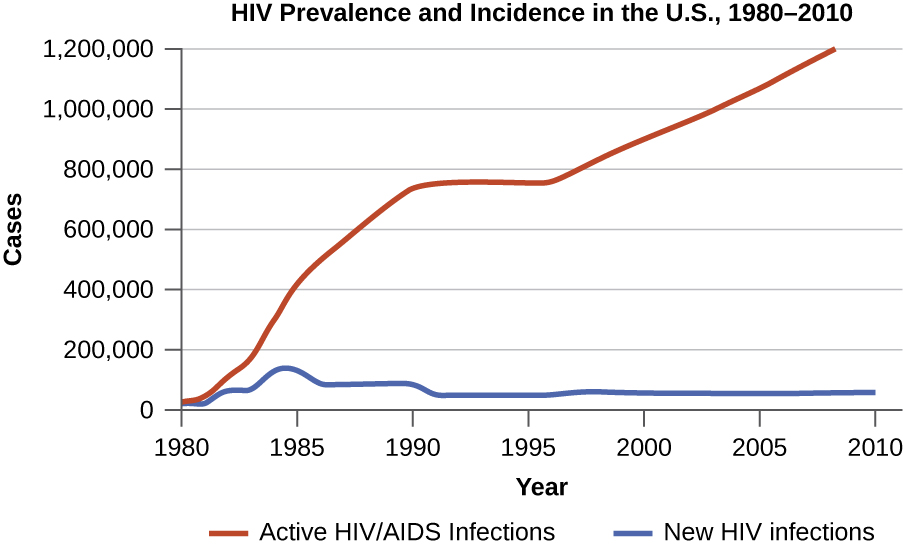 HIV Prevalence and Incidence in the U.S., 1980–2010
1,200,000
1,000,000
800,000
600,000
400,000
200,000
0
Cases
1980 1985 1990 1995 2000 2005 2010
Year
Active HIV/AIDS Infections New HIV infections